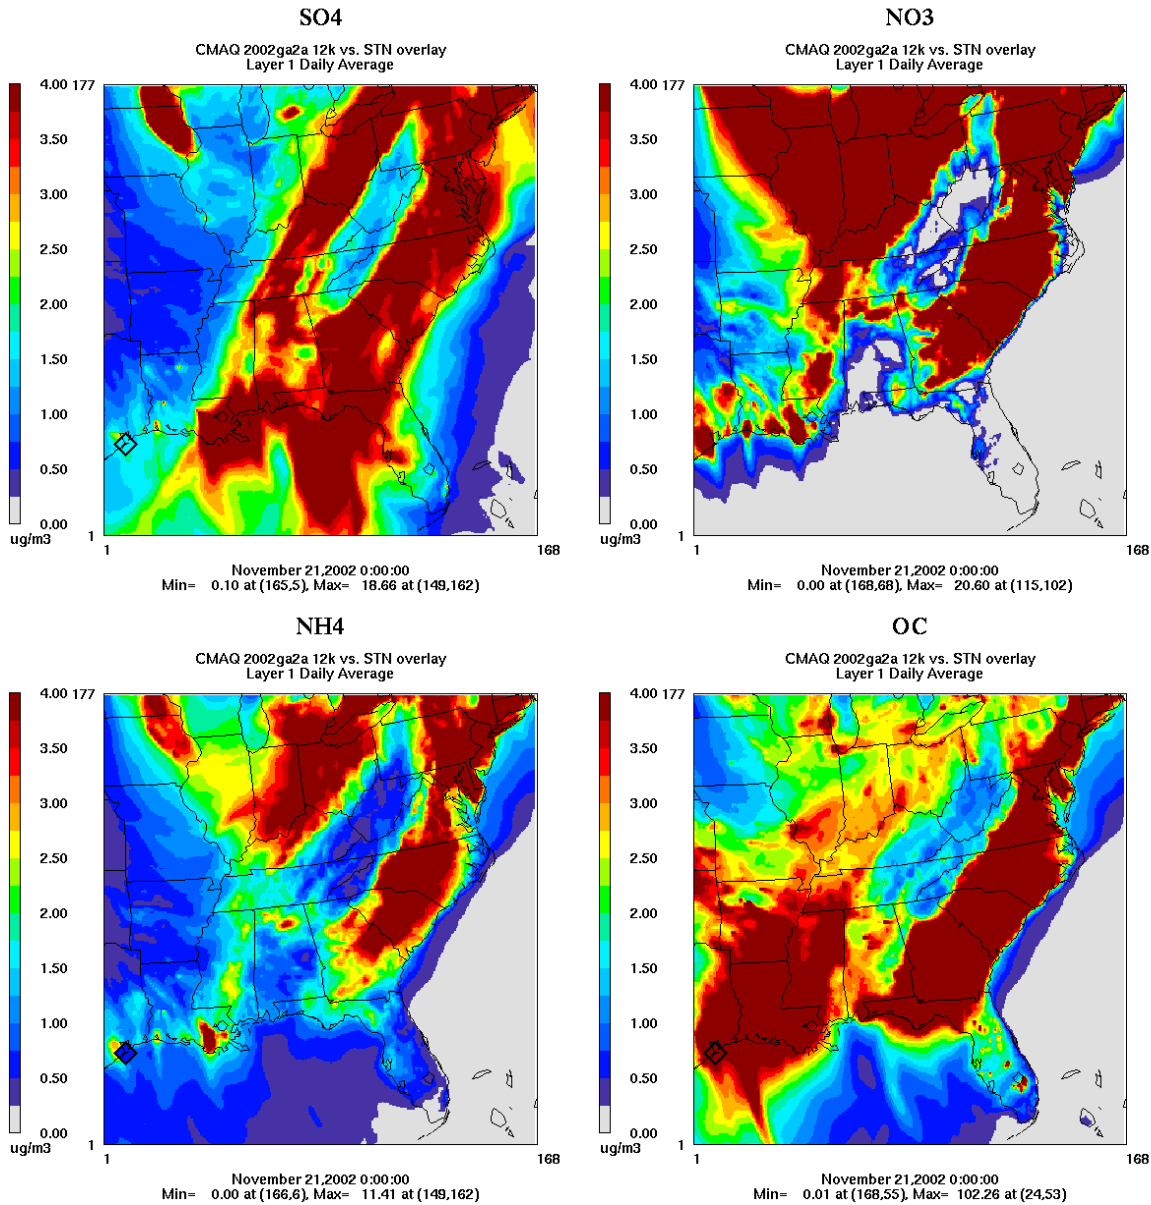 SO4
CMAQ 2002ga2a 12k vs. STN overlay
Layer 1 Daily Average
4.00 177
3.50
3.00
2.50
2.00
1.50
1.00
0.50
0.00
ug/m3
1
1 168
November 21,2002 0:00:00
Min= 0.10 at (165,5), Max= 18.66 at (149,162)
NO3
CMAQ 2002ga2a 12k vs. STN overlay
Layer 1 Daily Average
4.00 177
3.50
3.00
2.50
2.00
1.50
1.00
0.50
0.00
ug/m3
1
1 168
November 21,2002 0:00:00
Min= 0.00 at (168,68), Max= 20.60 at (115,102)
NH4
CMAQ 2002ga2a 12k vs. STN overlay
Layer 1 Daily Average
4.00 177
3.50
3.00
2.50
2.00
1.50
1.00
0.50
0.00
ug/m3
1
1 168
November 21,2002 0:00:00
Min= 0.00 at (166,6), Max= 11.41 at (149,162)
OC
CMAQ 2002ga2a 12k vs. STN overlay
Layer 1 Daily Average
4.00 177
3.50
3.00
2.50
2.00
1.50
1.00
0.50
0.00
ug/m3
1
1 168
November 21,2002 0:00:00
Min= 0.01 at (168,55), Max= 102.26 at (24,53)